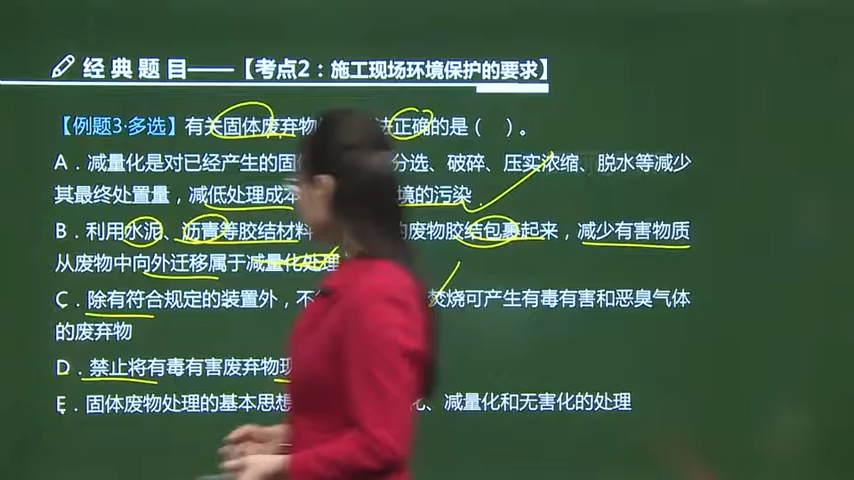 经典题目——【考点2：施工现场环境保护的要求】
【例题3·多选】有关固体废弃物 正确的是（ ）。
A．减量化是对已经产生的固 分选、破碎、压实浓缩、脱水等减少
其最终处置量，减低处理成本 境的污染．
B．利用水泥、沥青等胶结材料 的废物胶结包裹起来，减少有害物质
从废物中向外迁移属于减量化处理
C．除有符合规定的装置外，不 焚烧可产生有毒有害和恶臭气体
的废弃物
D．禁止将有毒有害废弃物现
E．固体废物处理的基本思想 化、减量化和无害化的处理